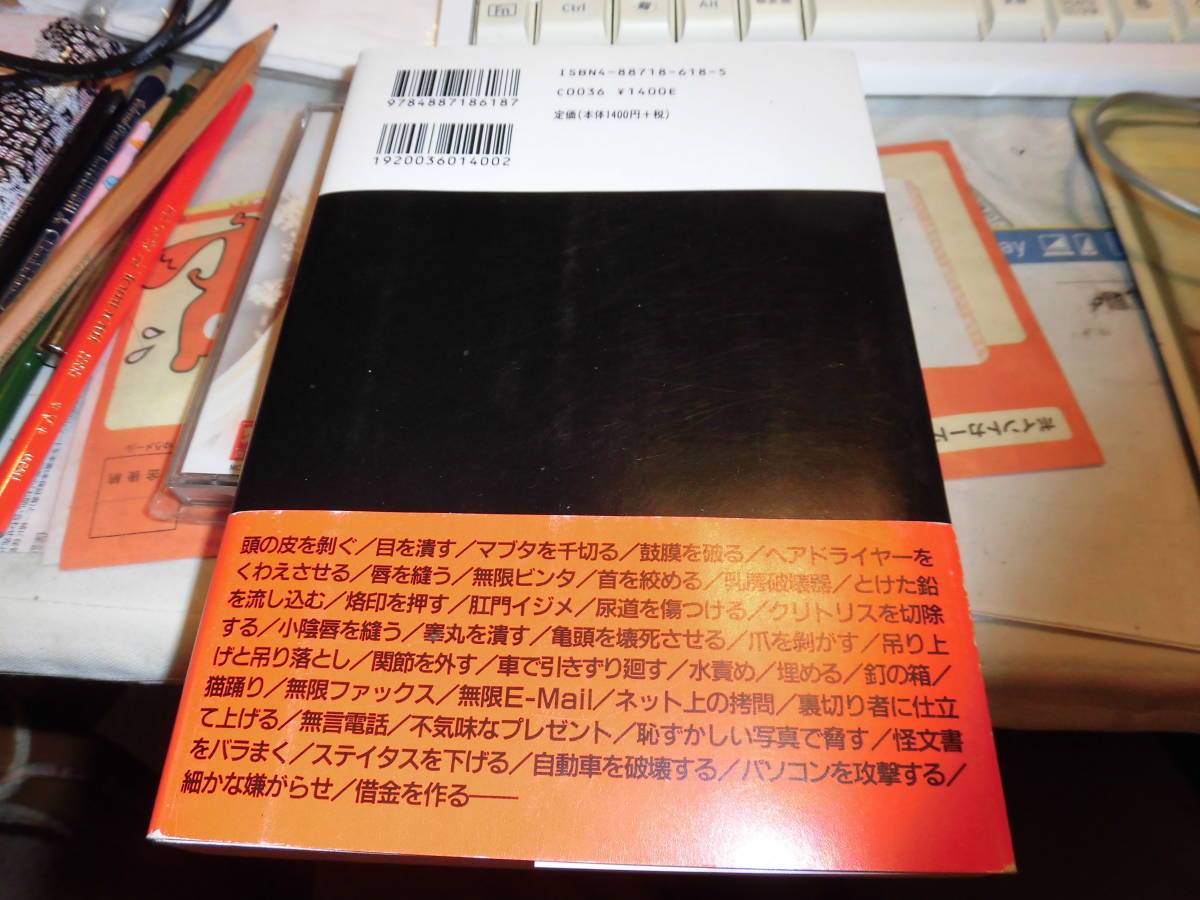 Fn
Ctrl
Alt
ISBN4-88718-618-5
C0036 ¥1400E
9784887186187
定価(本体1400円+税)
1920036014002
ポイントカード
頭の皮を剝ぐ/目を潰す/マブタを千切る/鼓膜を破る/ヘアドライヤーを
くわえさせる/唇を縫う/無限ビンタ/首を絞める/乳房破壊器/とけた鉛
を流し込む/烙印を押す/肛門イジメ/尿道を傷つける/クリトリスを切除
する/小陰唇を縫う/睾丸を潰す/亀頭を壊死させる/爪を剝がす/吊り上
げと吊り落とし/関節を外す/車で引きずり廻す/水責め/埋める/釘の箱/
猫踊り/無限ファックス/無限E-Mail/ネット上の拷問/裏切り者に仕立
て上げる/無言電話/不気味なプレゼント/恥ずかしい写真で脅す/怪文書
をバラまく/ステイタスを下げる/自動車を破壊する/パソコンを攻撃する/
細かな嫌がらせ/借金を作る──